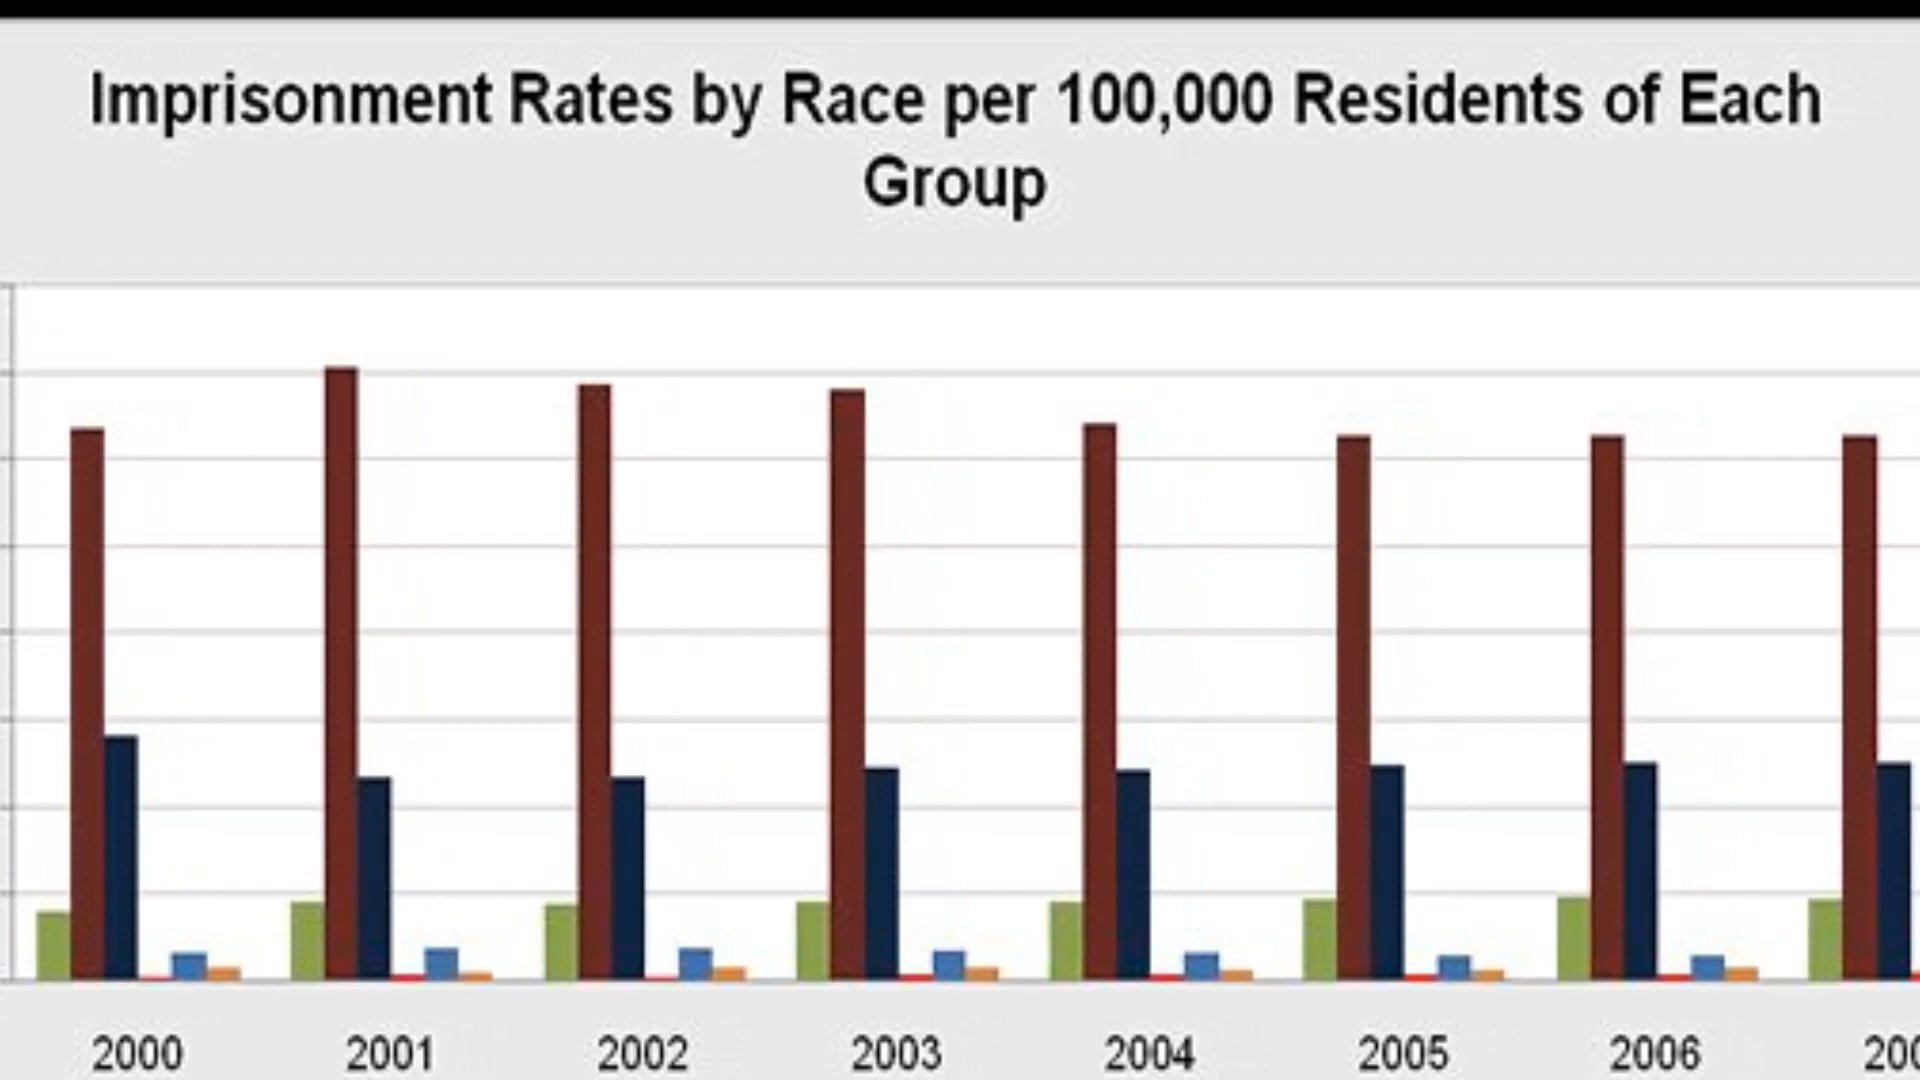 Imprisonment Rates by Race per 100,000 Residents of Each
Group
2000 2001 2002 2003 2004 2005 2006